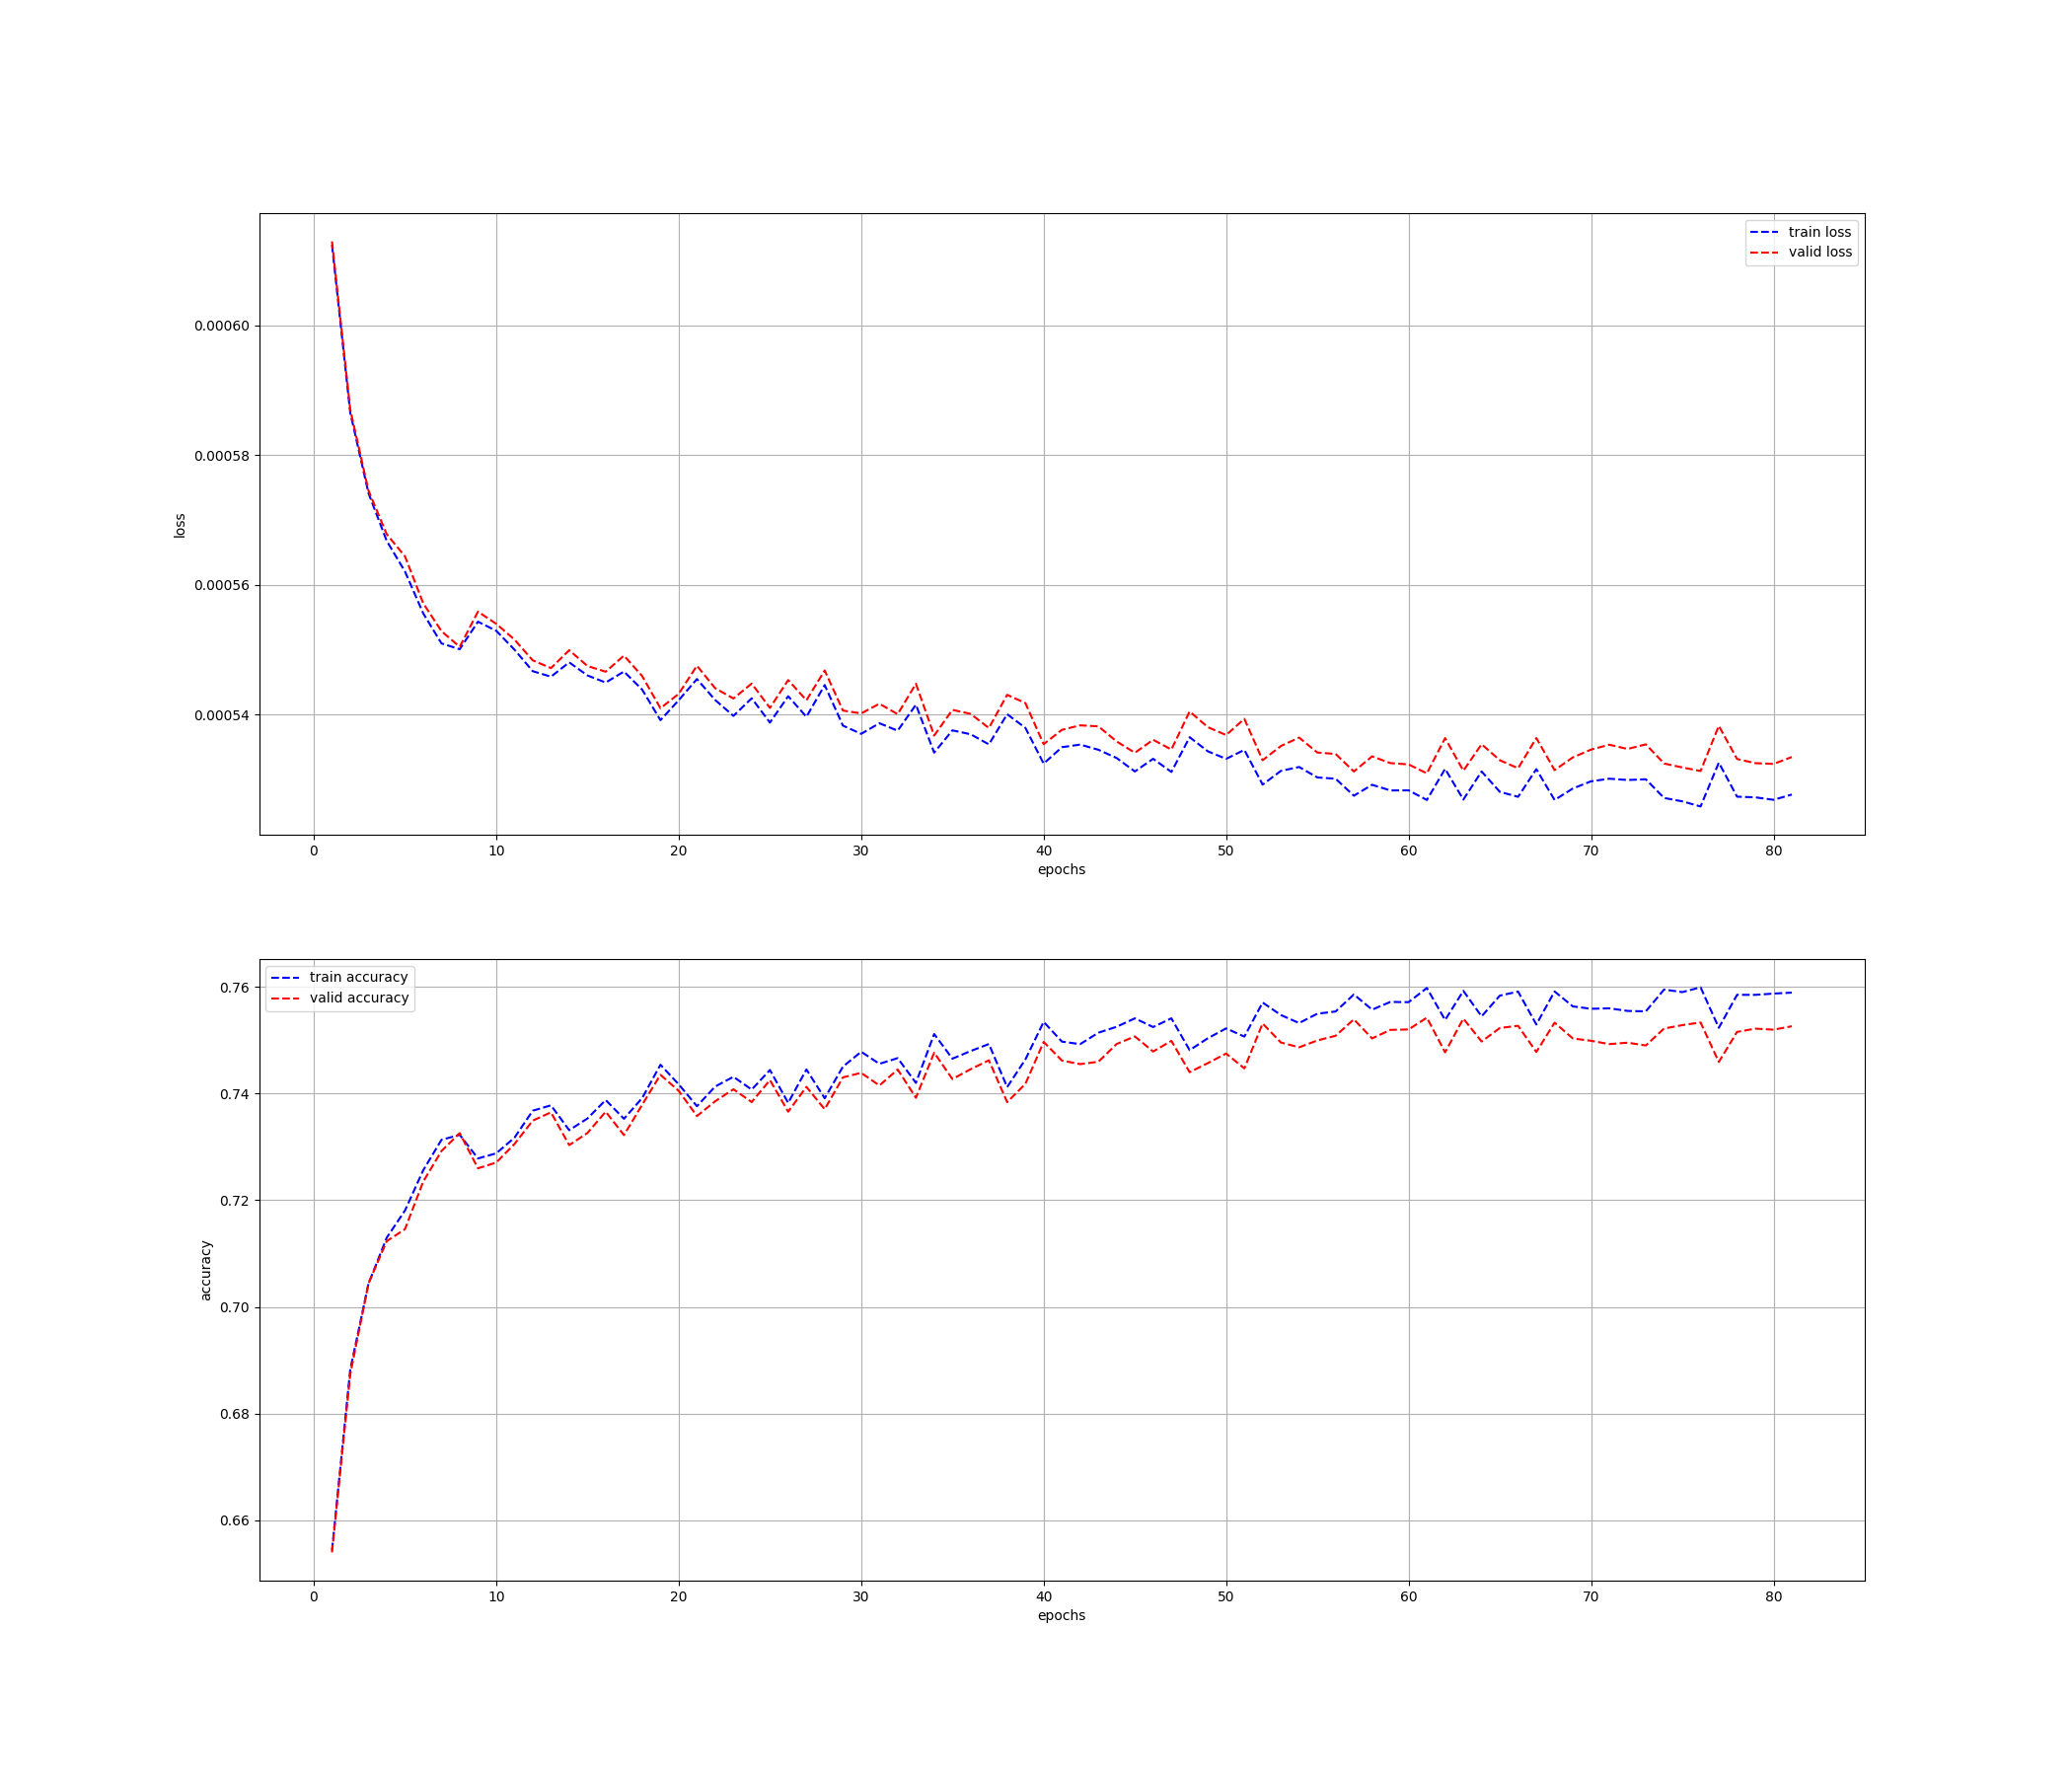 train loss
valid loss
0.00060
0.00058
0.00056
0.00054
loss
0 10 20 30 40 50 60 70 80
epochs
train accuracy
valid accuracy
0.76
0.74
0.72
0.70
0.68
0.66
accuracy
0 10 20 30 40 50 60 70 80
epochs